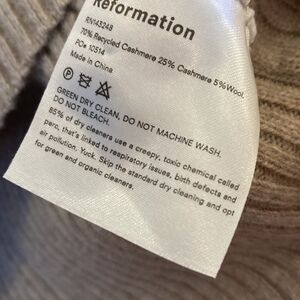 Reformation
RN143248
70% Recycled Cashmere 25% Cashmere 5% Wool
PO# 10514
Made in China
P
GREEN DRY CLEAN, DO NOT MACHINE WASH.
DO NOT BLEACH.
85% of dry cleaners use a creepy, toxic chemical called
perc, that's linked to respiratory issues, birth defects and
air pollution. Yuck. Skip the standard dry cleaning and opt
for green and organic cleaners.